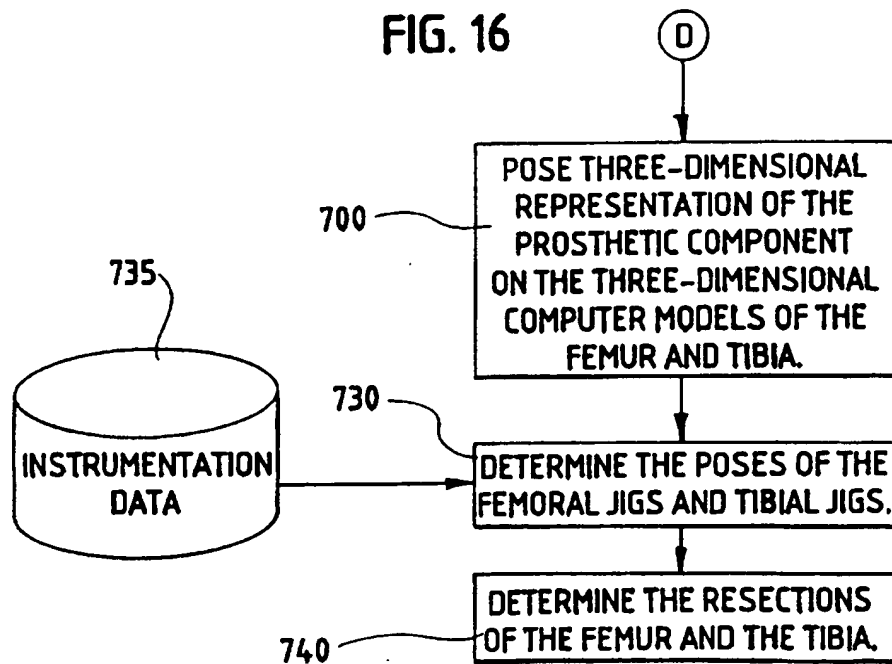 FIG. 16
D
POSE THREE-DIMENSIONAL
REPRESENTATION OF THE
PROSTHETIC COMPONENT
ON THE THREE-DIMENSIONAL
COMPUTER MODELS OF THE
FEMUR AND TIBIA.
700
735
730
INSTRUMENTATION
DATA
DETERMINE THE POSES OF THE
FEMORAL JIGS AND TIBIAL JIGS.
DETERMINE THE RESECTIONS
OF THE FEMUR AND THE TIBIA.
740